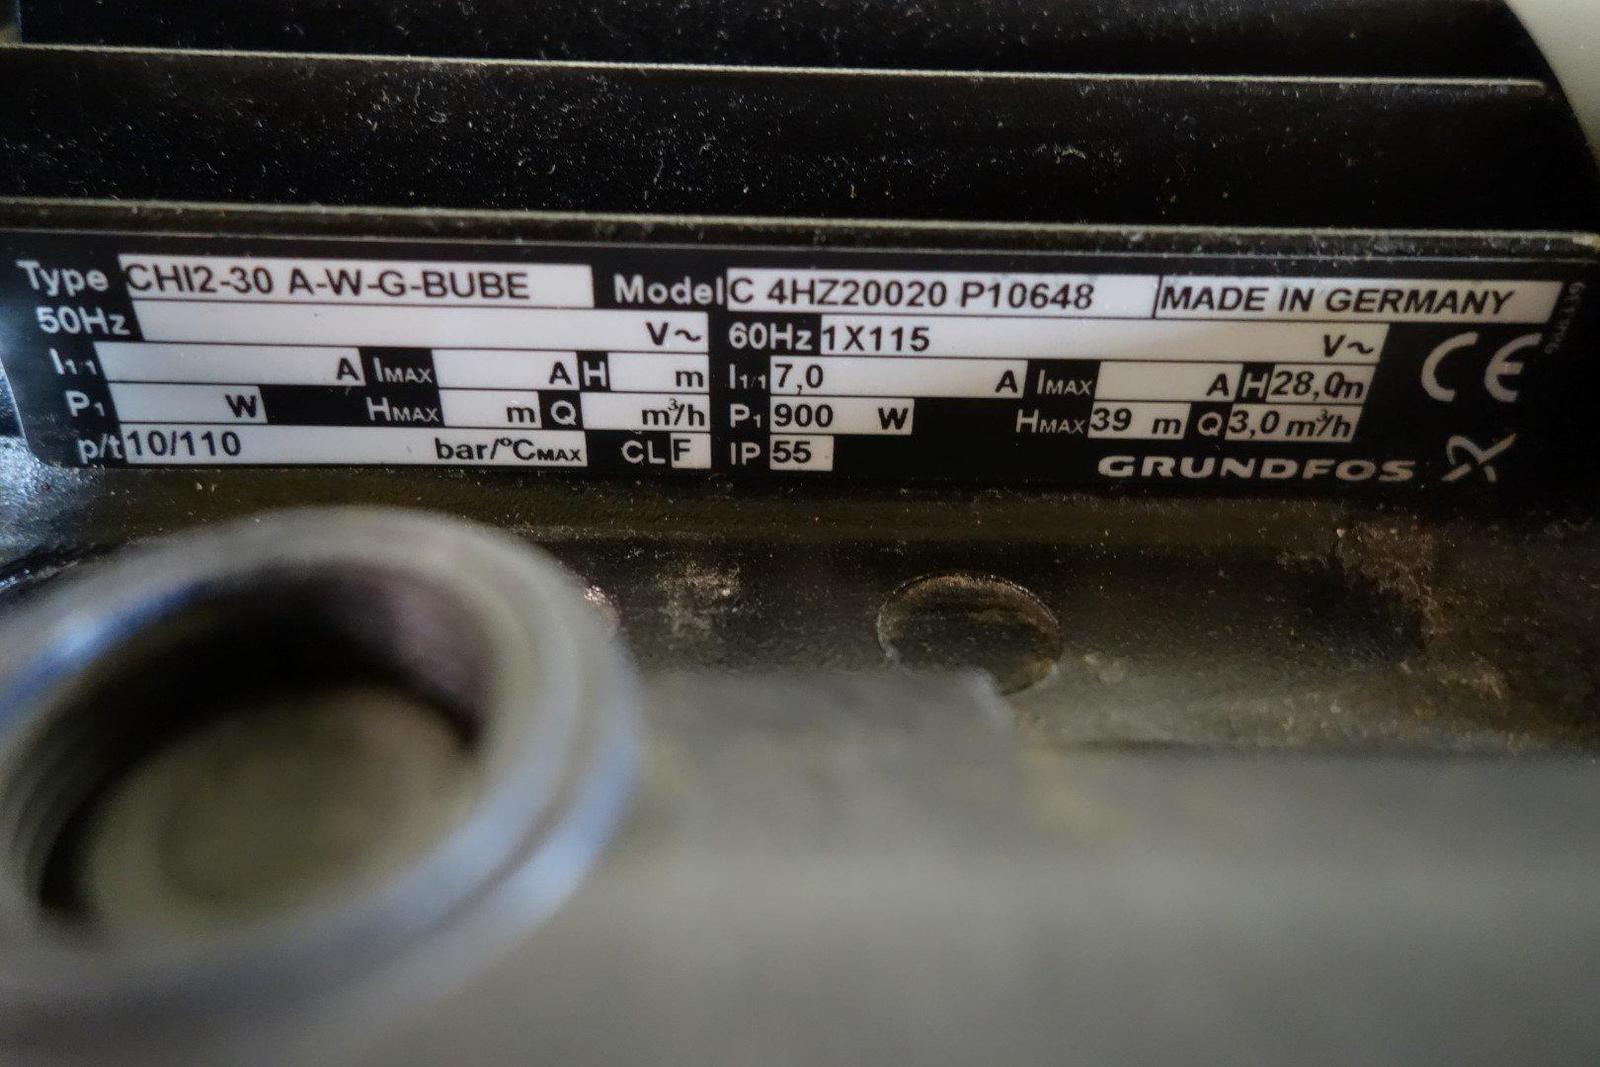 Type CHI2-30 A-W-G-BUBE Model C 4HZ20020 P10648 MADE IN GERMANY
50Hz V~ 60Hz 1X115 V~
I1/1 A IMAX A H m I1/1 7,0 A IMAX A H 28,0m CE
P1 W HMAX m Q m³/h P1 900 W HMAX 39 m Q 3,0 m³/h
p/t 10/110 bar/°CMAX CL F IP 55 GRUNDFOS